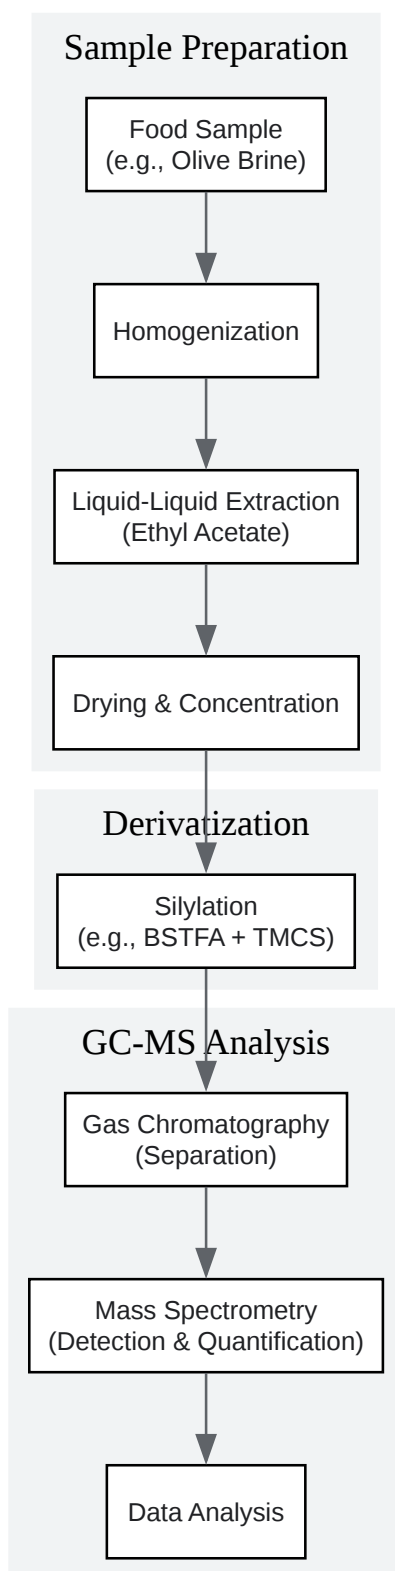 Sample Preparation
Food Sample
(e.g., Olive Brine)
Homogenization
Liquid-Liquid Extraction
(Ethyl Acetate)
Drying & Concentration
Derivatization
Silylation
(e.g., BSTFA + TMCS)
GC-MS Analysis
Gas Chromatography
(Separation)
Mass Spectrometry
(Detection & Quantification)
Data Analysis